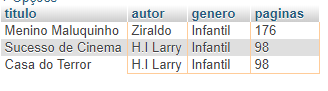 titulo autor genero paginas
Menino Maluquinho Ziraldo Infantil 176
Sucesso de Cinema H.I Larry Infantil 98
Casa do Terror H.I Larry Infantil 98